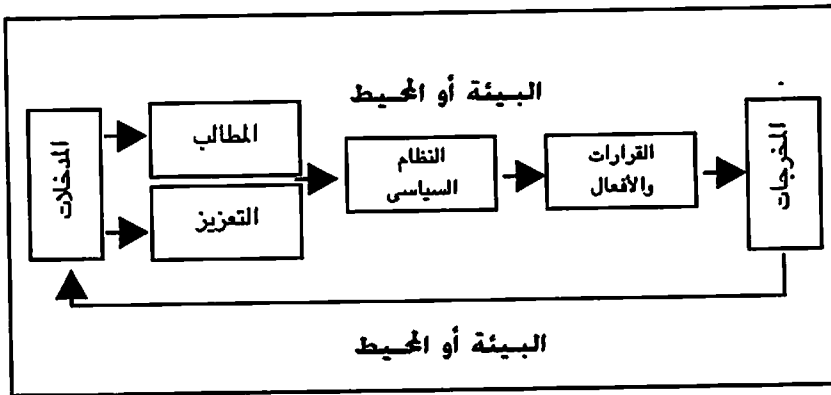 البيئة أو المحيط
المدخلات
المطالب
التعزيز
النظام
السياسى
القرارات
والأفعال
المخرجات
البيئة أو المحيط